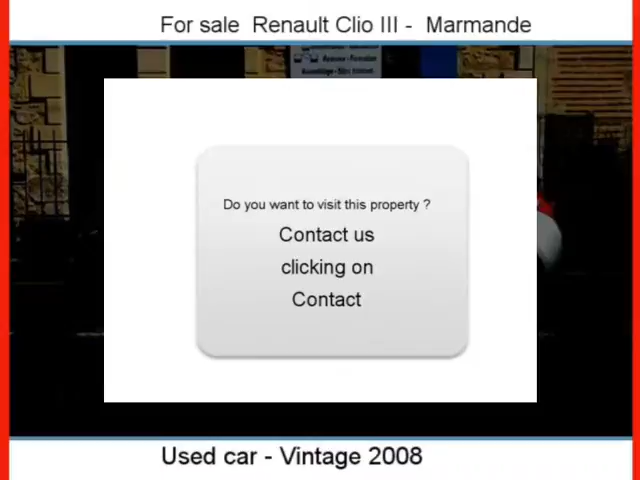 For sale Renault Clio III - Marmande
Do you want to visit this property ?
Contact us
clicking on
Contact
Used car - Vintage 2008